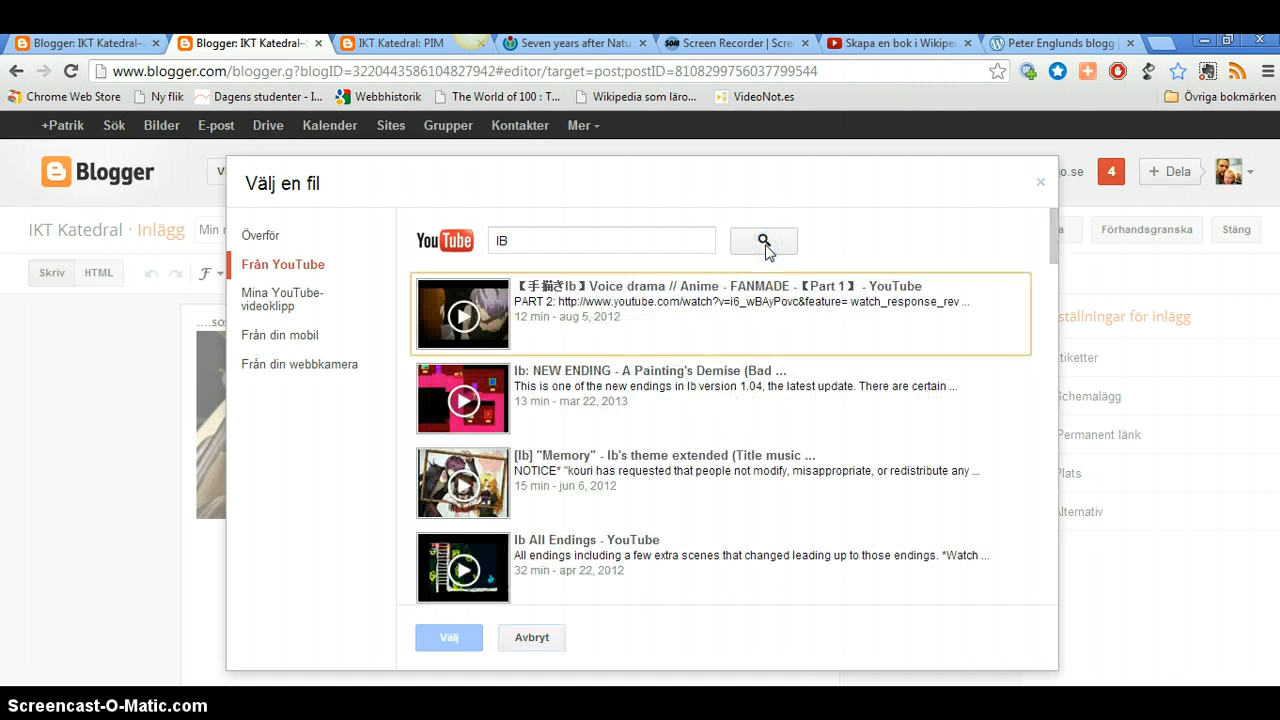 Blogger: IKT Katedral-
Blogger: IKT Katedral-
IKT Katedral: PIM
Seven years after Natu
Screen Recorder | Scre
Skapa en bok i Wikipe
Peter Englunds blogg
www.blogger.com/blogger.g?blogID=3220443586104827942#editor/target=post;postID=8108299756037799544
Chrome Web Store
Ny flik
Dagens studenter - I...
Webbhistorik
The World of 100 : T...
Wikipedia som läro...
VideoNot.es
Övriga bokmärken
+Patrik Sök Bilder E-post Drive Kalender Sites Grupper Kontakter Mer
Blogger
V
o.se
4
+ Dela
IKT Katedral · Inlägg
Min
a
Förhandsgranska
Stäng
Skriv HTML
Välj en fil
Överför
Från YouTube
Mina YouTube-
videoklipp
Från din mobil
Från din webbkamera
YouTube
IB
【手描きIb】Voice drama // Anime - FANMADE -【Part 1】 - YouTube
PART 2: http://www.youtube.com/watch?v=i6_wBAyPovc&feature= watch_response_rev ...
12 min - aug 5, 2012
Ib: NEW ENDING - A Painting's Demise (Bad ...
This is one of the new endings in Ib version 1.04, the latest update. There are certain ...
13 min - mar 22, 2013
[Ib] "Memory" - Ib's theme extended (Title music ...
NOTICE* "kouri has requested that people not modify, misappropriate, or redistribute any ...
15 min - jun 6, 2012
Ib All Endings - YouTube
All endings including a few extra scenes that changed leading up to those endings. *Watch ...
32 min - apr 22, 2012
Välj
Avbryt
ställningar för inlägg
tiketter
Schemalägg
Permanent länk
Plats
Alternativ
Screencast-O-Matic.com